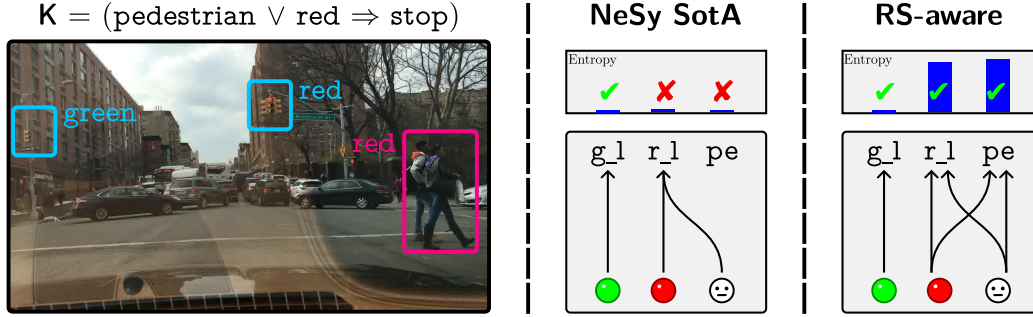 K = (pedestrian ∨ red ⇒ stop)
green
red
red
NeSy SotA
Entropy
g_l r_l pe
RS-aware
Entropy
g_l r_l pe